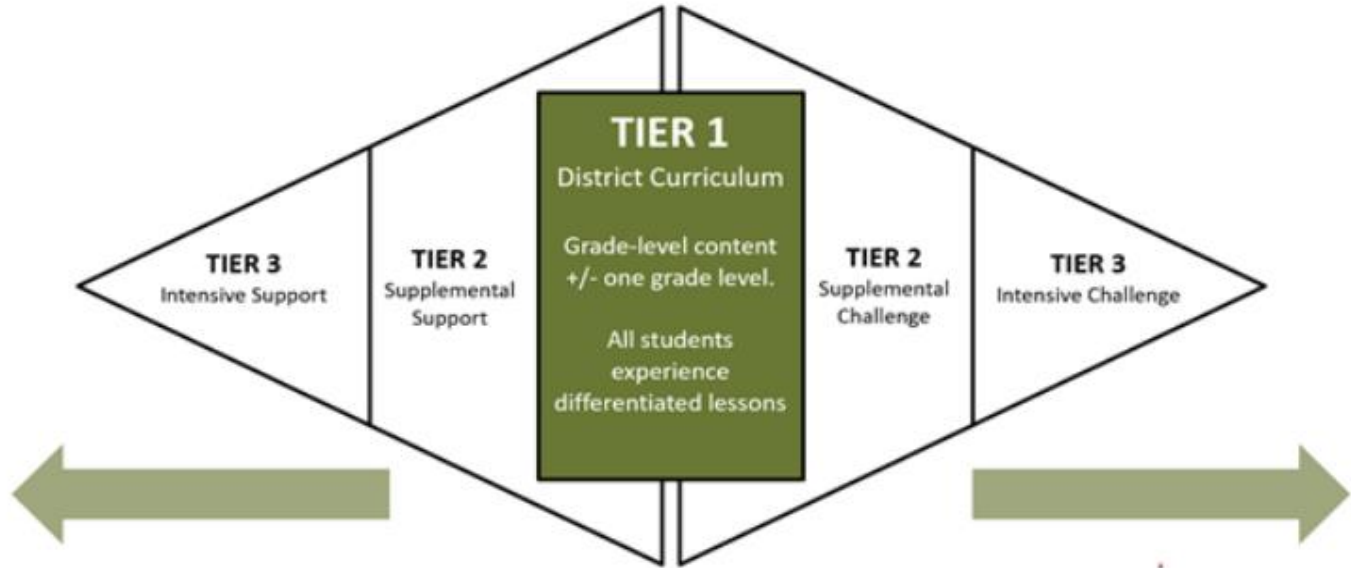 TIER 1
District Curriculum
Grade-level content
+/- one grade level.
All students
experience
differentiated lessons
TIER 3
Intensive Support
TIER 2
Supplemental
Support
TIER 2
Supplemental
Challenge
TIER 3
Intensive Challenge